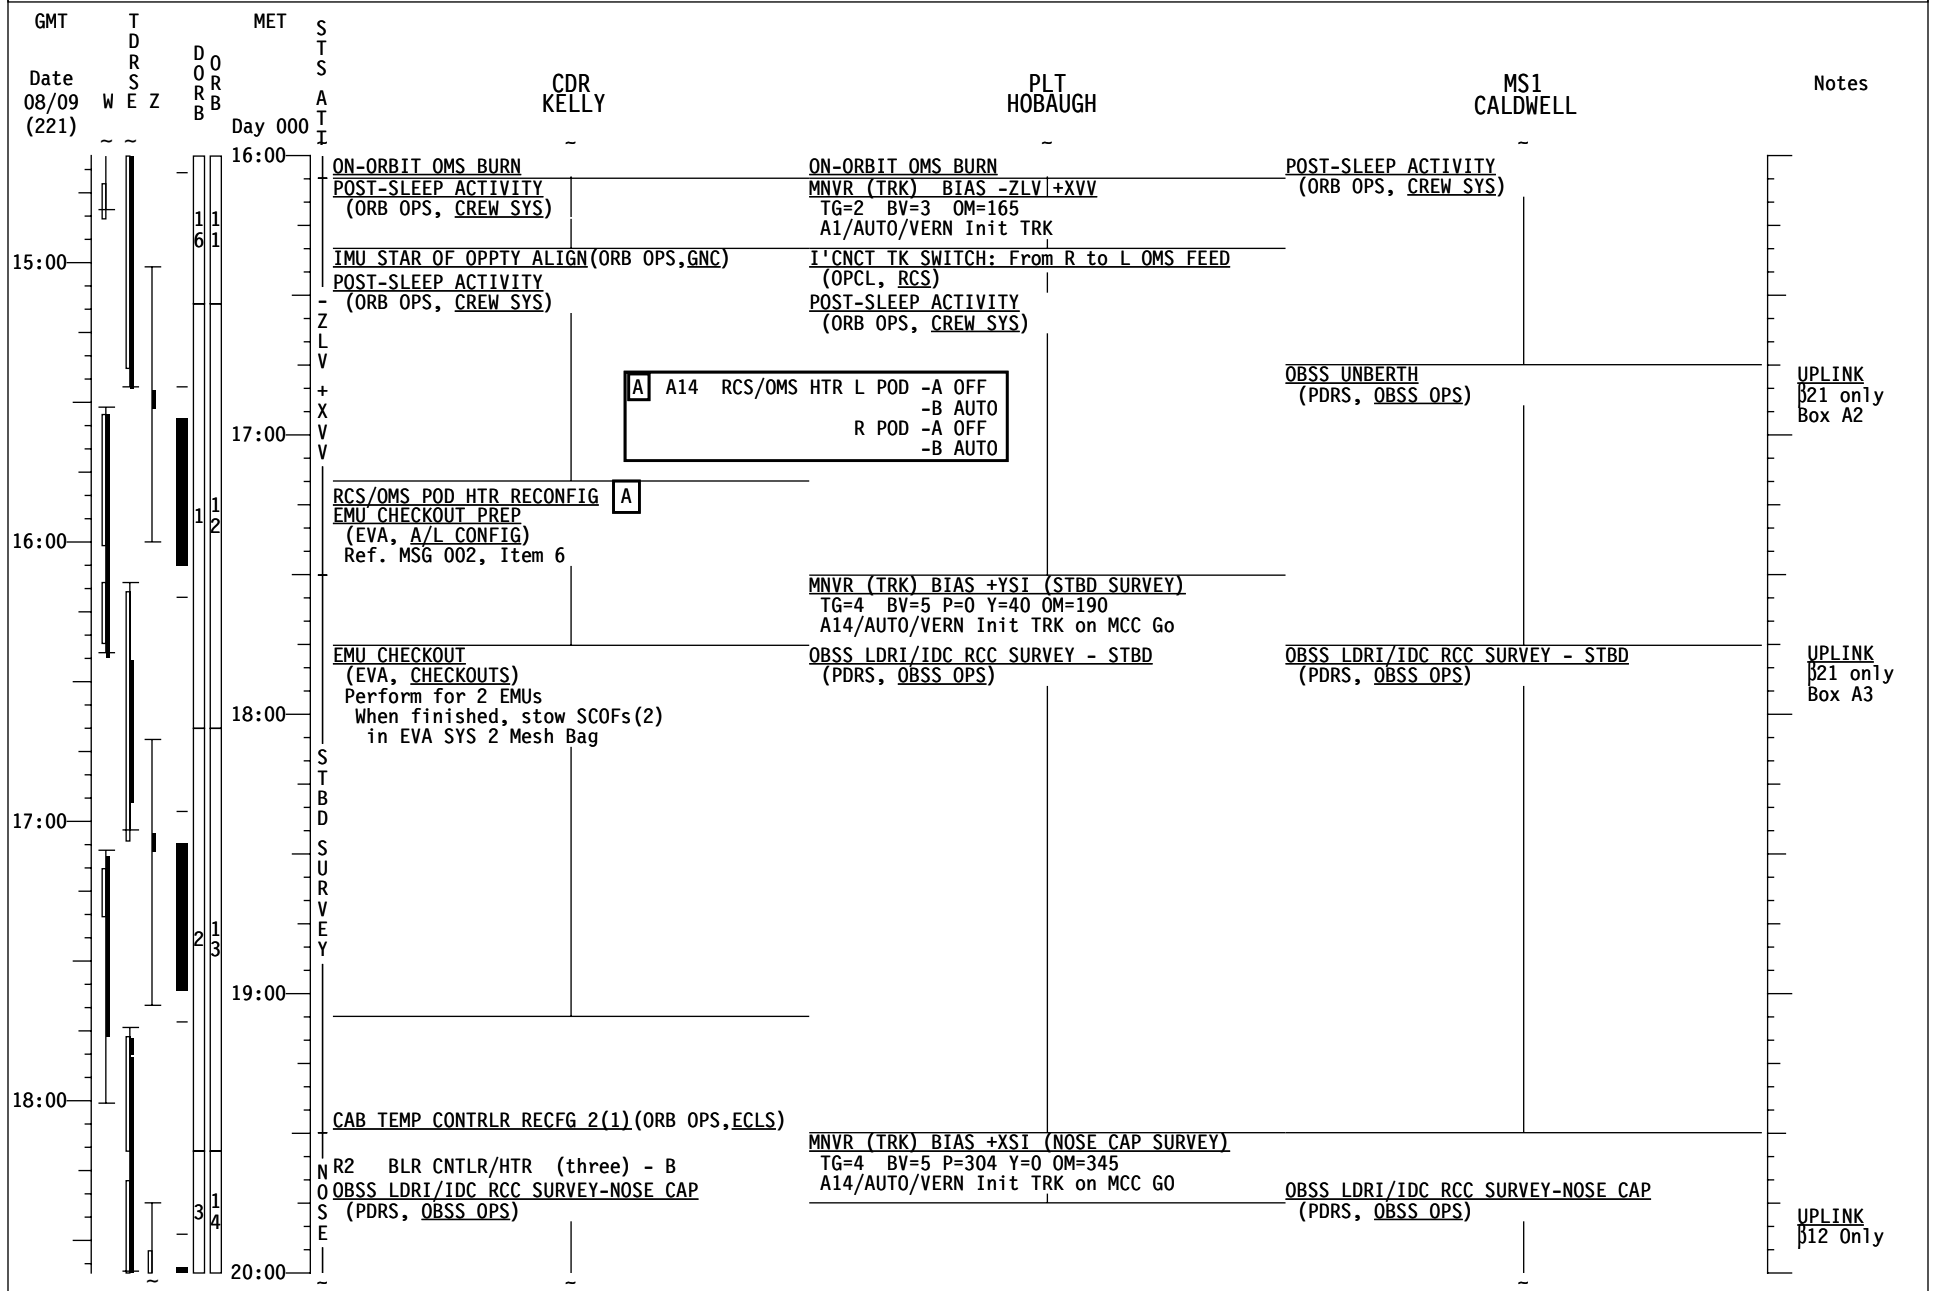 GMT
TDRS
MET
STS ATT
DORB
ORB
Date
08/09
(221)
W E Z
Day 000
CDR
KELLY
PLT
HOBAUGH
MS1
CALDWELL
Notes
~ ~ ~ ~ ~
16:00
ON-ORBIT OMS BURN
ON-ORBIT OMS BURN
POST-SLEEP ACTIVITY
(ORB OPS, CREW SYS)
POST-SLEEP ACTIVITY
(ORB OPS, CREW SYS)
MNVR (TRK) BIAS -ZLV +XVV
TG=2 BV=3 OM=165
A1/AUTO/VERN Init TRK
16
11
15:00
IMU STAR OF OPPTY ALIGN(ORB OPS,GNC)
POST-SLEEP ACTIVITY
(ORB OPS, CREW SYS)
I'CNCT TK SWITCH: From R to L OMS FEED
(OPCL, RCS)
POST-SLEEP ACTIVITY
(ORB OPS, CREW SYS)
-ZLV +XVV
A A14 RCS/OMS HTR L POD -A OFF
-B AUTO
R POD -A OFF
-B AUTO
OBSS UNBERTH
(PDRS, OBSS OPS)
UPLINK
β21 only
Box A2
17:00
RCS/OMS POD HTR RECONFIG A
EMU CHECKOUT PREP
(EVA, A/L CONFIG)
Ref. MSG 002, Item 6
1
12
16:00
MNVR (TRK) BIAS +YSI (STBD SURVEY)
TG=4 BV=5 P=0 Y=40 OM=190
A14/AUTO/VERN Init TRK on MCC Go
EMU CHECKOUT
(EVA, CHECKOUTS)
Perform for 2 EMUs
When finished, stow SCOFs(2)
in EVA SYS 2 Mesh Bag
OBSS LDRI/IDC RCC SURVEY - STBD
(PDRS, OBSS OPS)
OBSS LDRI/IDC RCC SURVEY - STBD
(PDRS, OBSS OPS)
UPLINK
β21 only
Box A3
18:00
STBD SURVEY
17:00
2
13
19:00
18:00
CAB TEMP CONTRLR RECFG 2(1)(ORB OPS,ECLS)
MNVR (TRK) BIAS +XSI (NOSE CAP SURVEY)
TG=4 BV=5 P=304 Y=0 OM=345
A14/AUTO/VERN Init TRK on MCC GO
NOSE
R2 BLR CNTLR/HTR (three) - B
OBSS LDRI/IDC RCC SURVEY-NOSE CAP
(PDRS, OBSS OPS)
OBSS LDRI/IDC RCC SURVEY-NOSE CAP
(PDRS, OBSS OPS)
3
14
UPLINK
β12 Only
20:00
~ ~ ~ ~